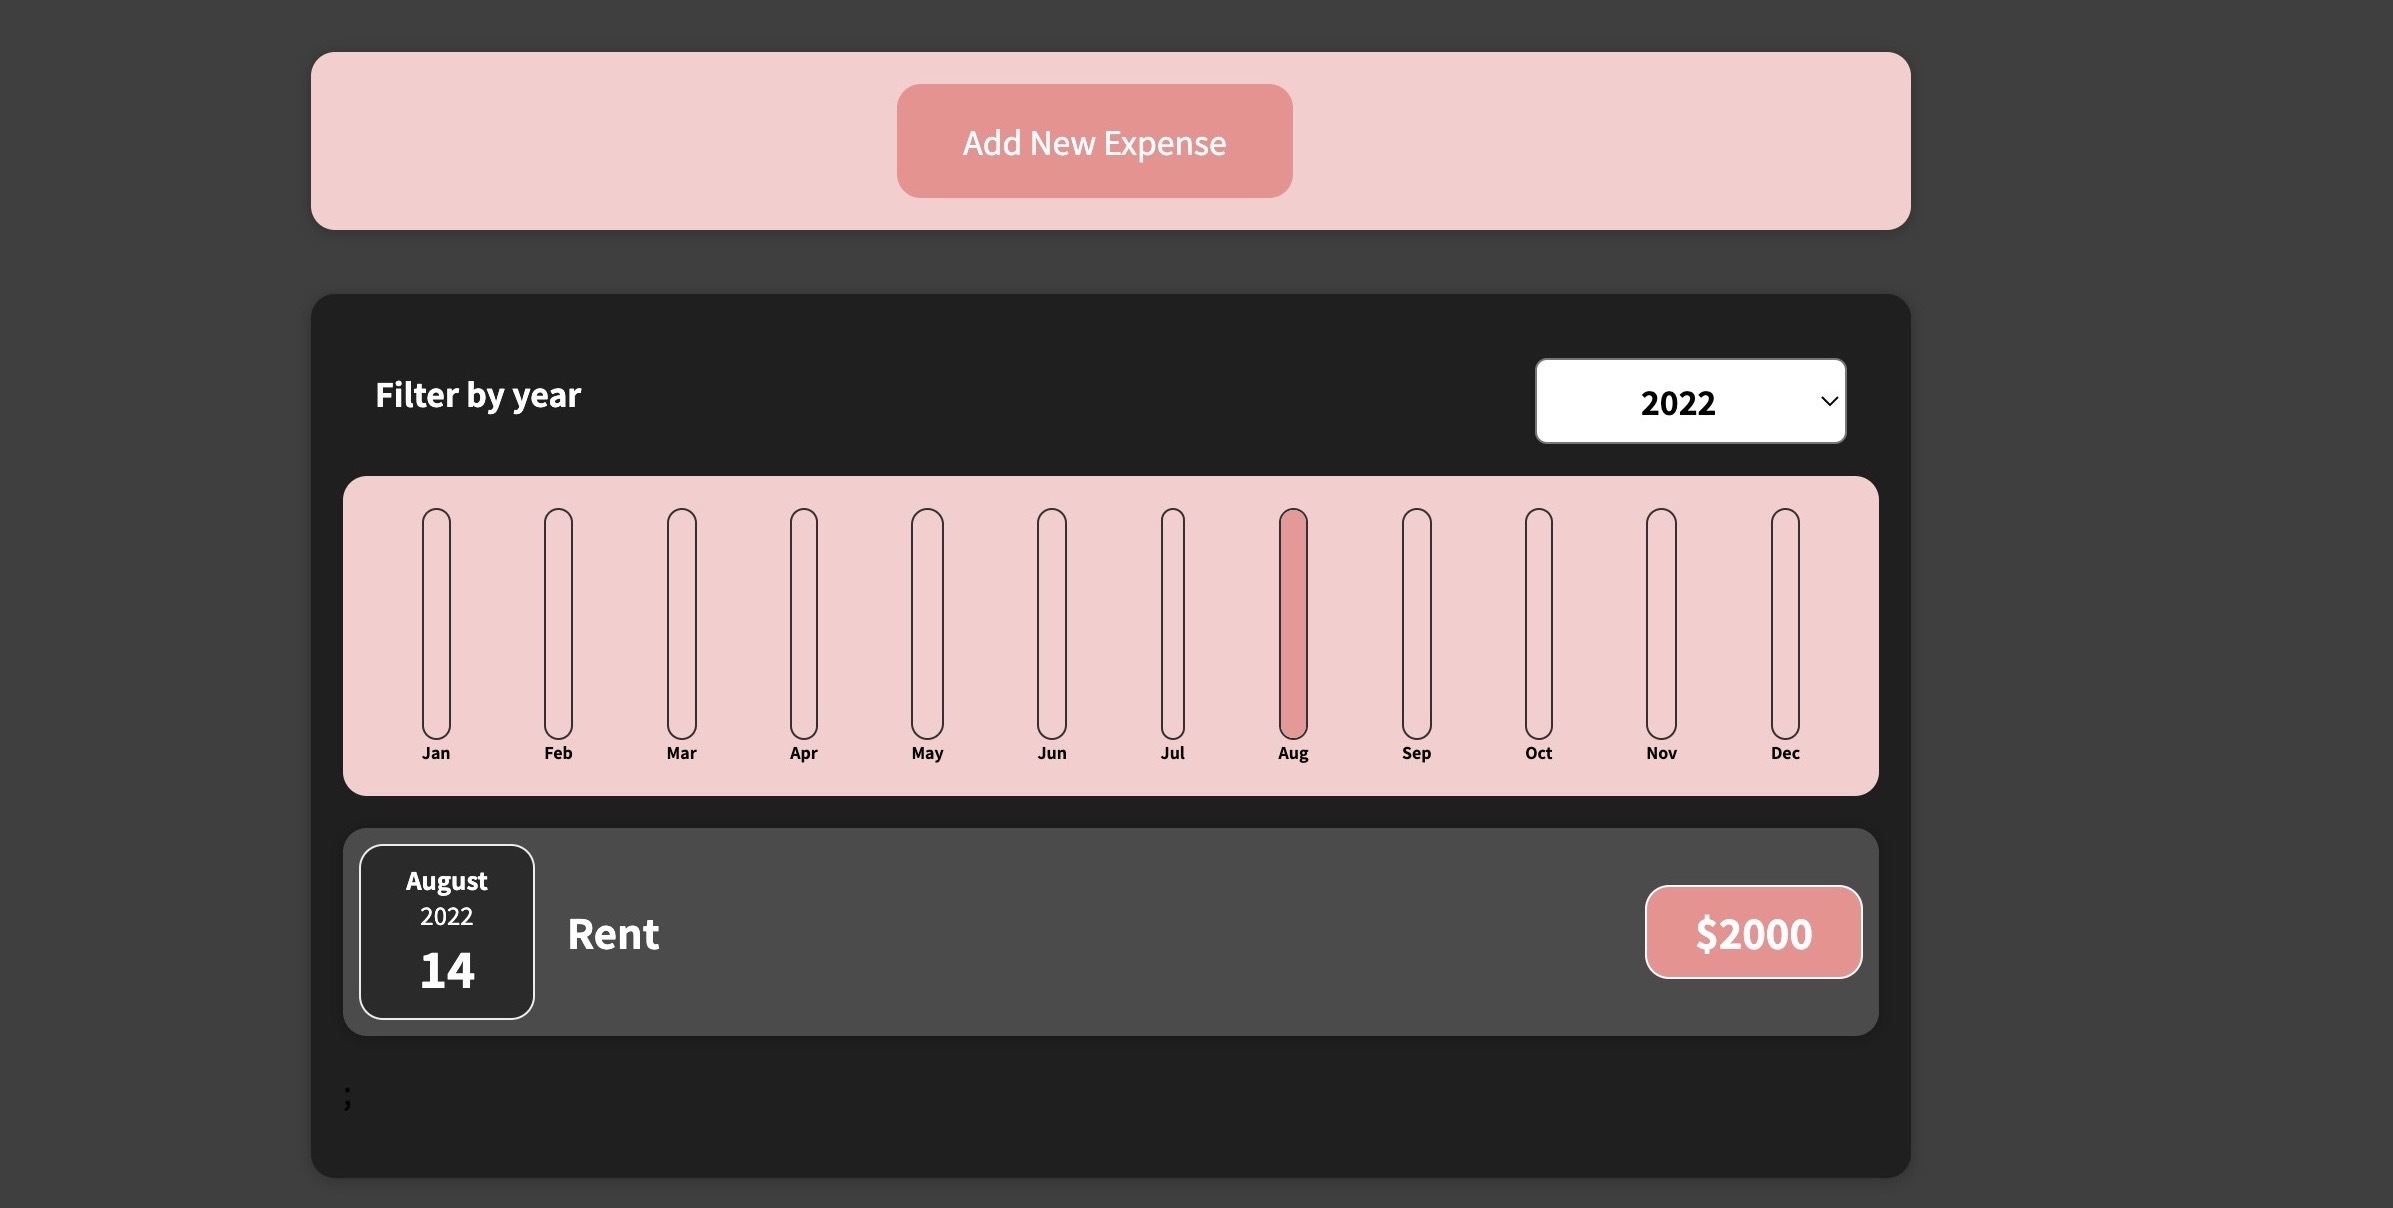 Add New Expense
Filter by year
2022
Jan Feb Mar Apr May Jun Jul Aug Sep Oct Nov Dec
August
2022
14
Rent
$2000
;